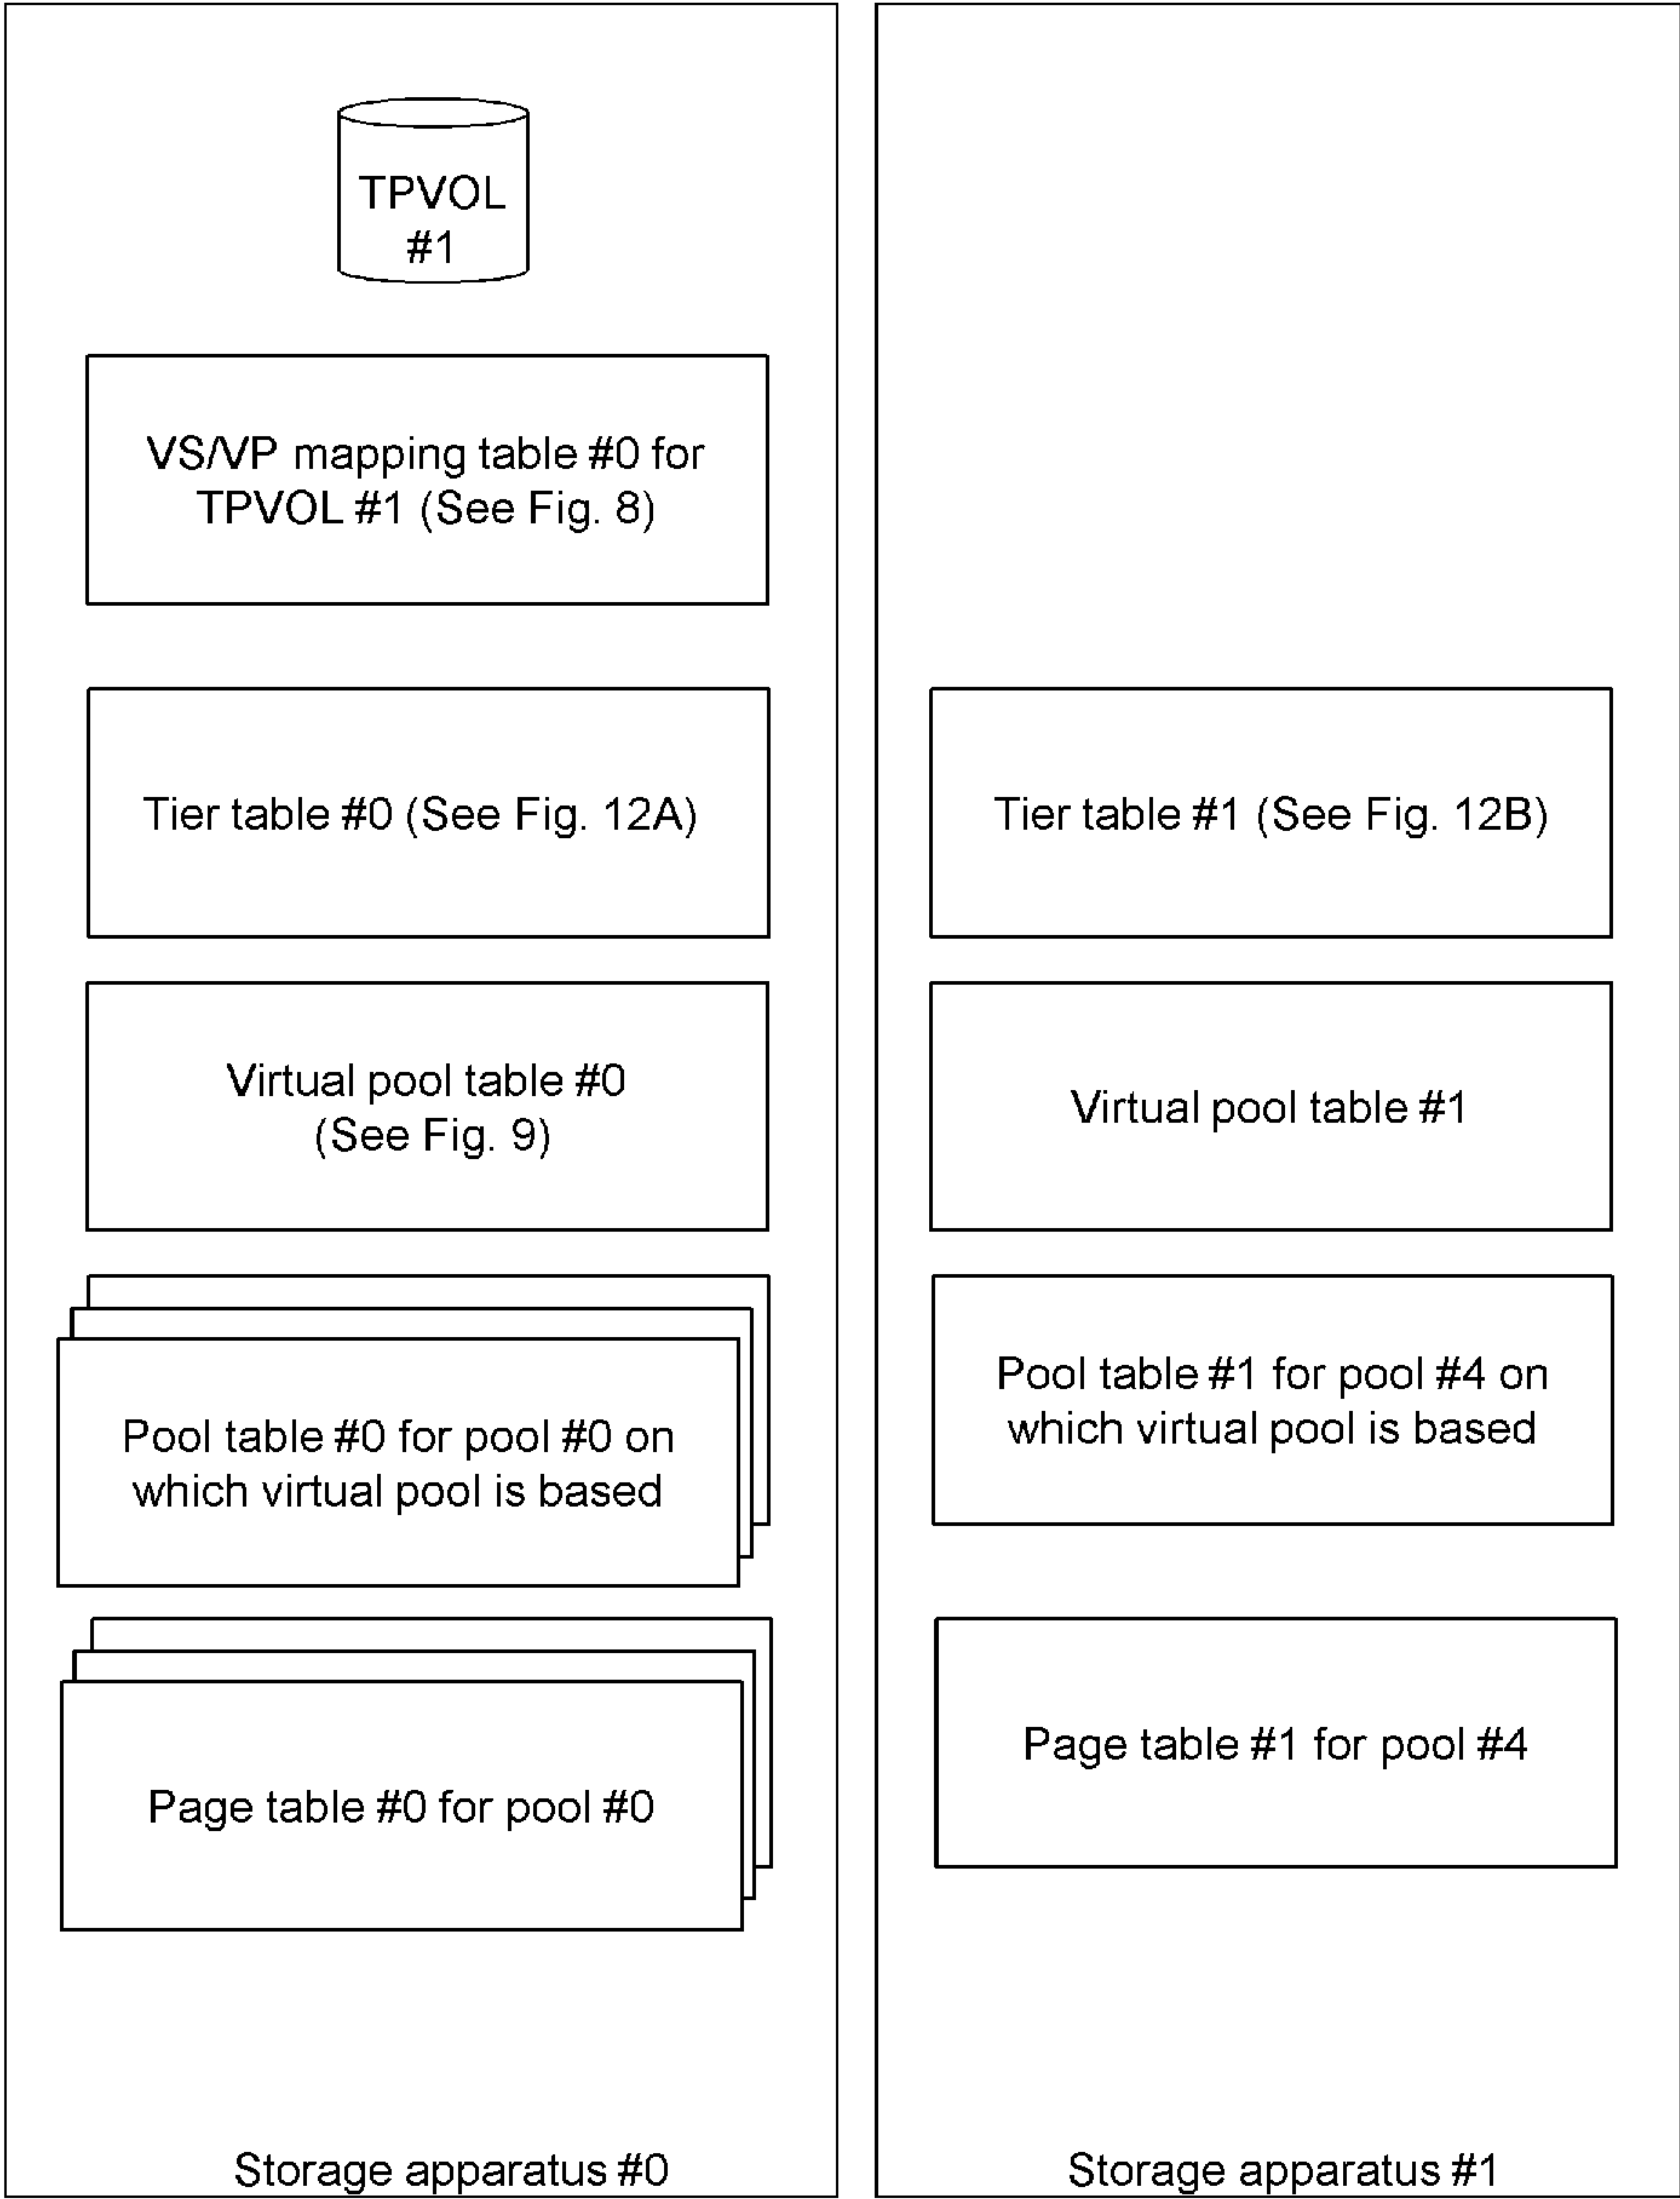 TPVOL
#1
VS/VP mapping table #0 for
TPVOL #1 (See Fig. 8)
Tier table #0 (See Fig. 12A)
Virtual pool table #0
(See Fig. 9)
Pool table #0 for pool #0 on
which virtual pool is based
Page table #0 for pool #0
Storage apparatus #0
Tier table #1 (See Fig. 12B)
Virtual pool table #1
Pool table #1 for pool #4 on
which virtual pool is based
Page table #1 for pool #4
Storage apparatus #1